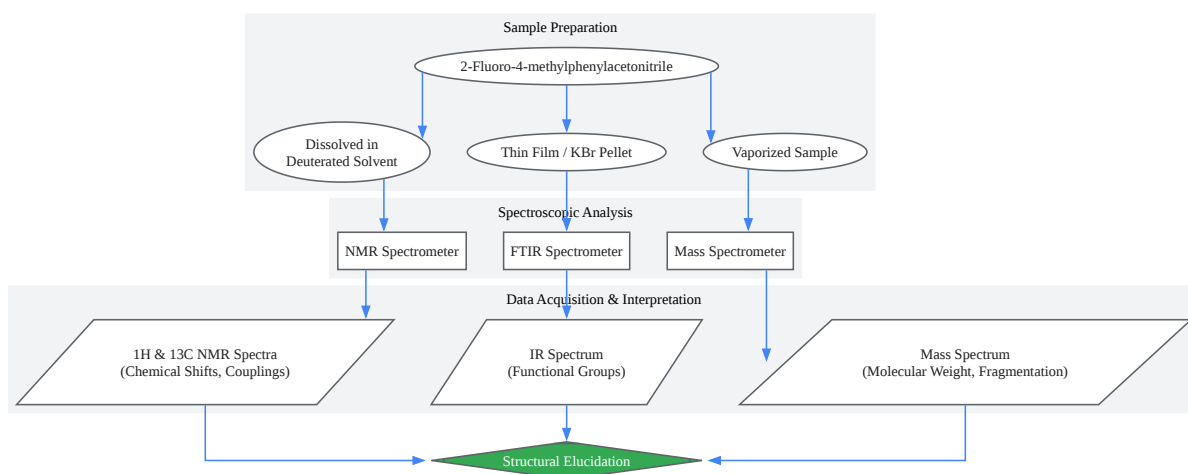 Sample Preparation
2-Fluoro-4-methylphenylacetonitrile
Dissolved in
Deuterated Solvent
Thin Film / KBr Pellet
Vaporized Sample
Spectroscopic Analysis
NMR Spectrometer
FTIR Spectrometer
Mass Spectrometer
Data Acquisition & Interpretation
1H & 13C NMR Spectra
(Chemical Shifts, Couplings)
IR Spectrum
(Functional Groups)
Mass Spectrum
(Molecular Weight, Fragmentation)
Structural Elucidation